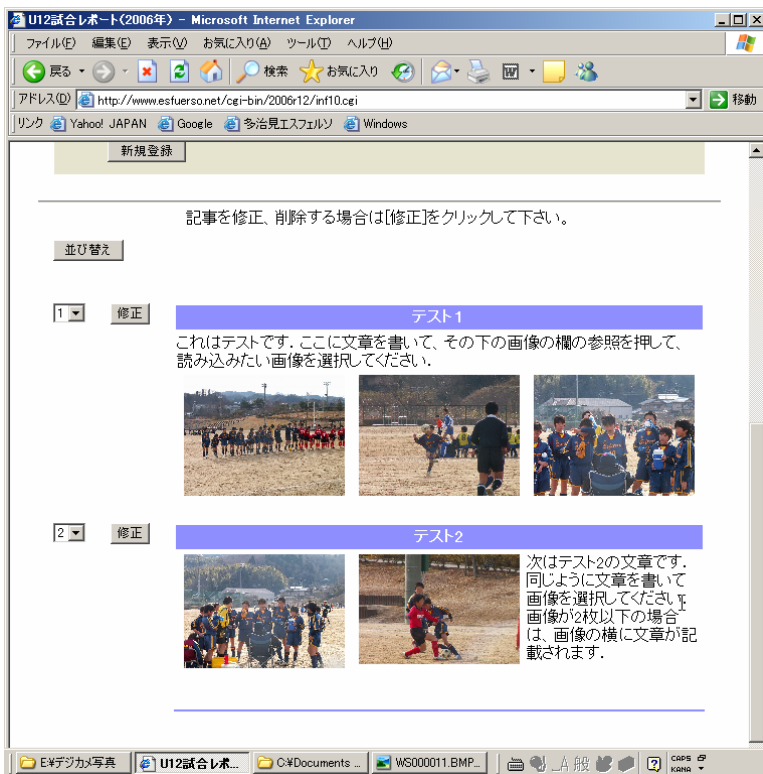 U12試合レポート(2006年) - Microsoft Internet Explorer
ファイル(F) 編集(E) 表示(V) お気に入り(A) ツール(T) ヘルプ(H)
戻る 検索 お気に入り
アドレス(D) http://www.esfuerso.net/cgi-bin/2006r12/inf10.cgi 移動
リンク Yahoo! JAPAN Google 多治見エスフェルソ Windows
新規登録
記事を修正、削除する場合は[修正]をクリックして下さい。
並び替え
1 修正 テスト1
これはテストです．ここに文章を書いて、その下の画像の欄の参照を押して、
読み込みたい画像を選択してください．
2 修正 テスト2
次はテスト2の文章です．
同じように文章を書いて
画像を選択してください．
画像が2枚以下の場合
は、画像の横に文章が記
載されます．
E:¥デジカメ写真 U12試合レポ... C:¥Documents ... WS000011.BMP... _A 般 CAPS
KANA